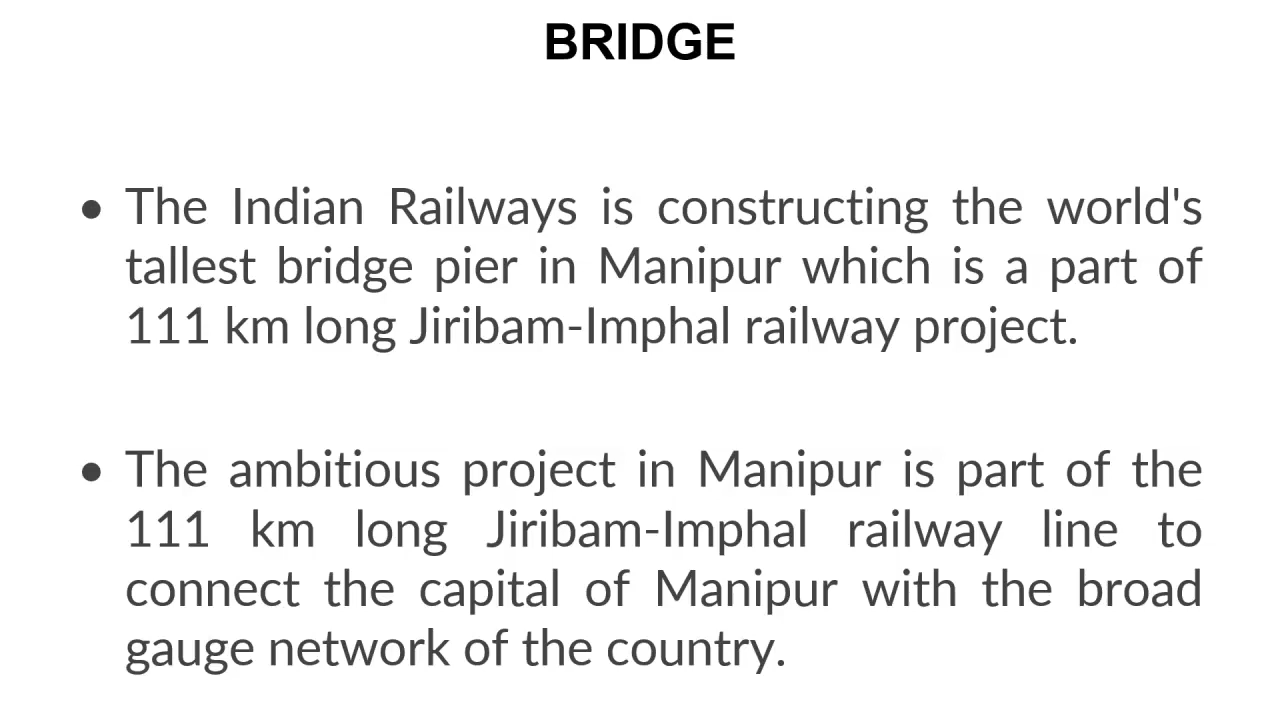 BRIDGE
• The Indian Railways is constructing the world's
tallest bridge pier in Manipur which is a part of
111 km long Jiribam-Imphal railway project.
• The ambitious project in Manipur is part of the
111 km long Jiribam-Imphal railway line to
connect the capital of Manipur with the broad
gauge network of the country.